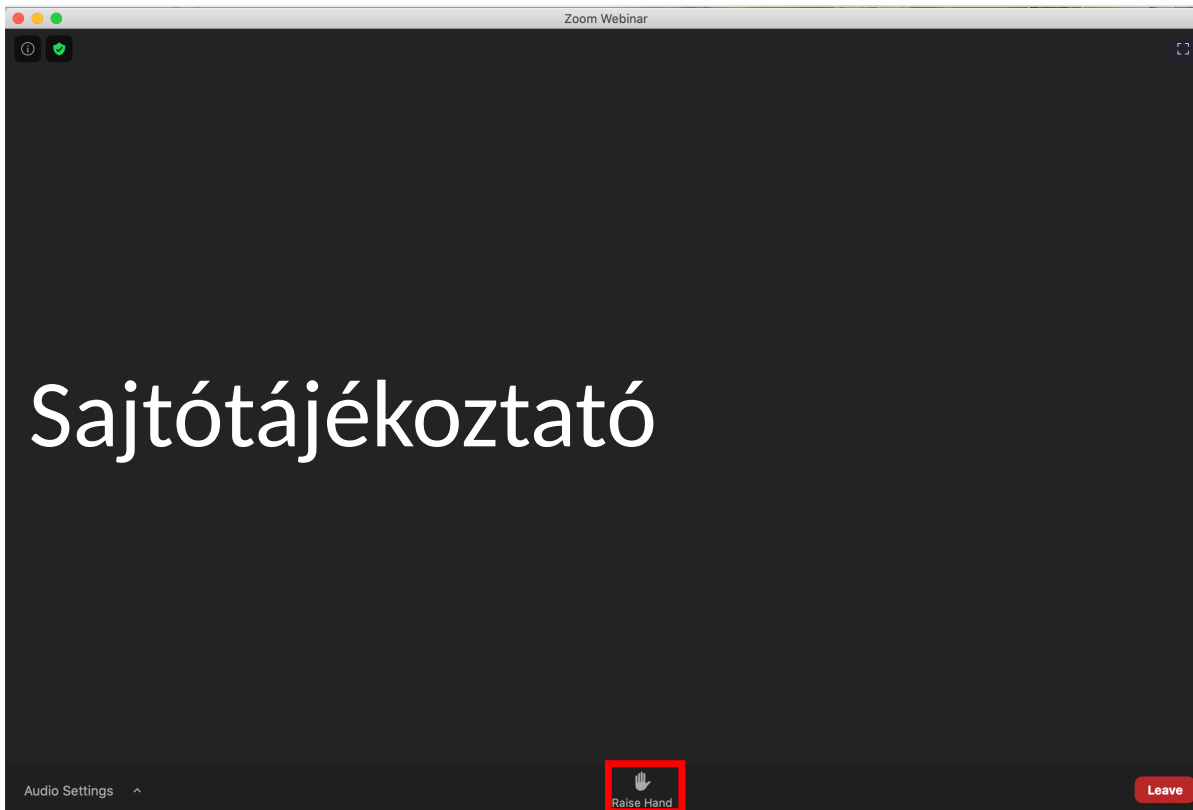 Zoom Webinar
Sajtótájékoztató
Audio Settings
Raise Hand
Leave